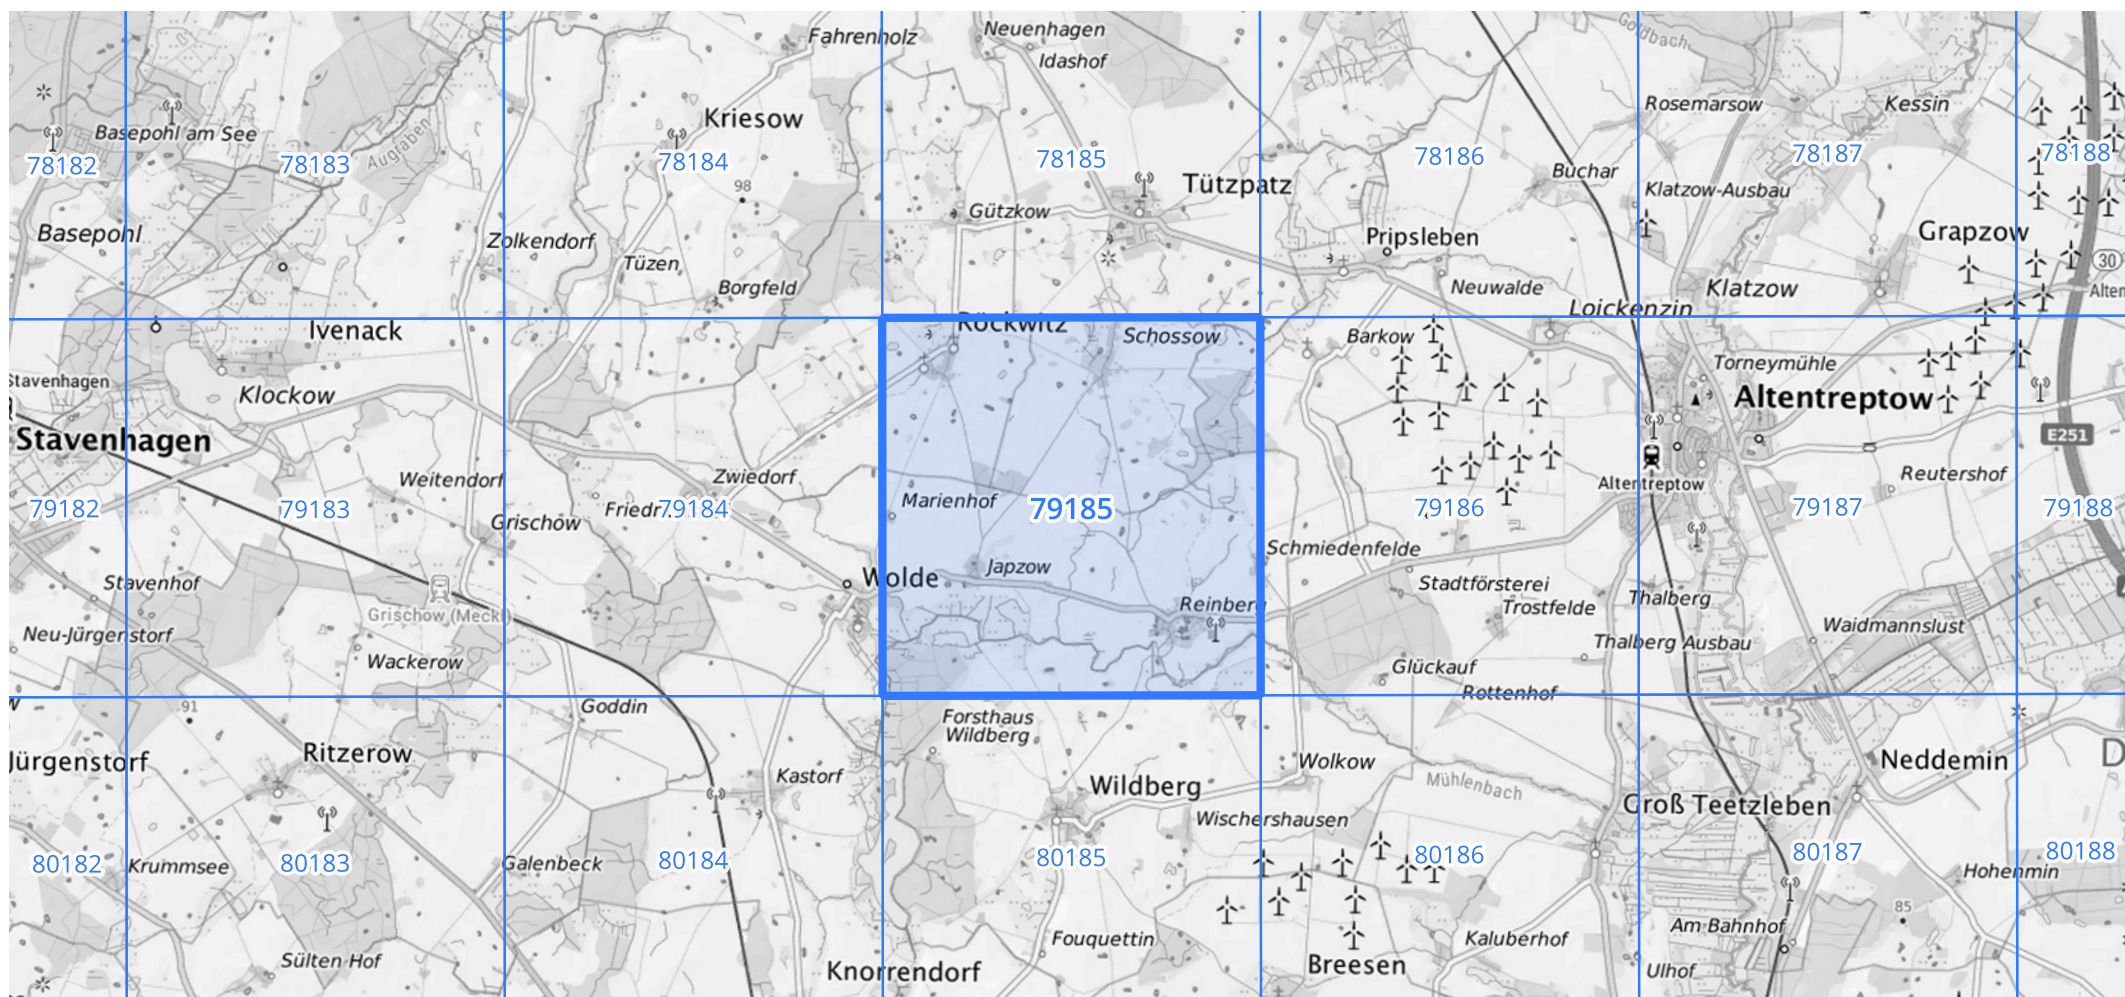 Fahrenholz
Neuenhagen
Idashof
Goldbach
Basepohl am See
Augraben
Kriesow
Rosemarsow
Kessin
78182
78183
78184
78185
78186
78187
78188
98
Tützpatz
Buchar
Klatzow-Ausbau
Basepohl
Zolkendorf
Gützkow
Pripsleben
Grapzow
Tüzen
Borgfeld
Neuwalde
Klatzow
30
Alten
Loickenzin
Ivenack
Röckwitz
Schossow
Barkow
Stavenhagen
Klockow
Torneymühle
Altentreptow
Stavenhagen
E251
Weitendorf
Zwiedorf
Marienhof
Altentreptow
Reutershof
79182
79183
Friedr.
79184
79185
79186
79187
79188
Grischow
Schmiedenfelde
Stavenhof
Wolde
Japzow
Stadtförsterei
Grischow (Meckl)
Reinberg
Trostfelde
Thalberg
Neu-Jürgenstorf
Wackerow
Thalberg Ausbau
Waidmannslust
Glückauf
Rottenhof
w
91
Goddin
Forsthaus
Wildberg
Jürgenstorf
Ritzerow
Kastorf
Wildberg
Wolkow
Mühlenbach
Neddemin
D
Wischershausen
Groß Teetzleben
80182
Krummsee
80183
Galenbeck
80184
80185
80186
80187
80188
Hohenmin
85
Sülten Hof
Fouquettin
Kaluberhof
Am Bahnhof
Knorrendorf
Breesen
Ulhof